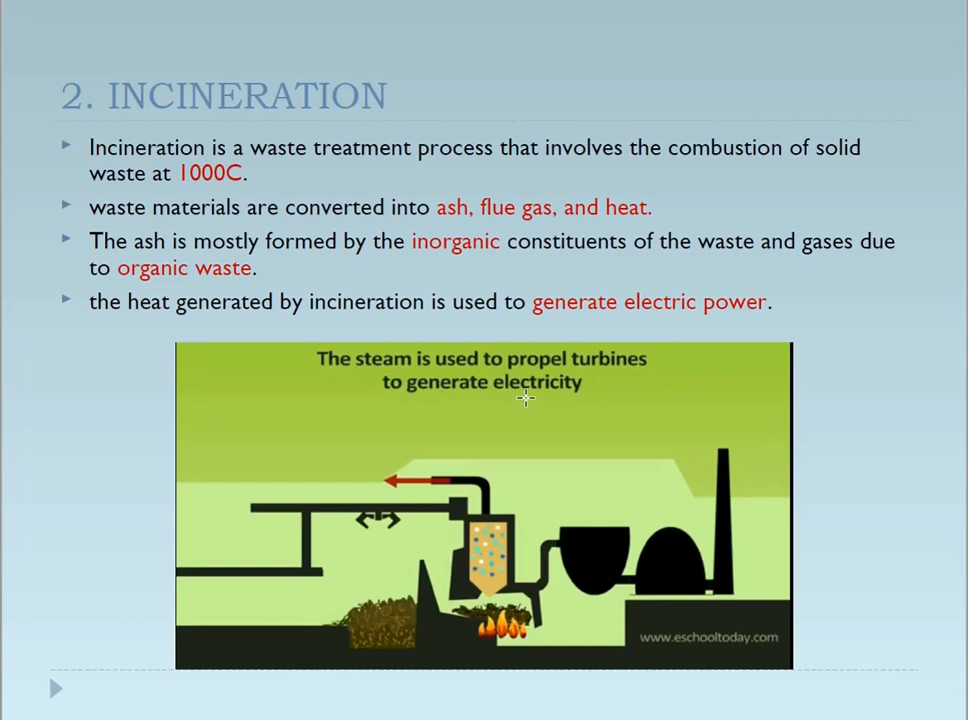 2. INCINERATION
Incineration is a waste treatment process that involves the combustion of solid
waste at 1000C.
waste materials are converted into ash, flue gas, and heat.
The ash is mostly formed by the inorganic constituents of the waste and gases due
to organic waste.
the heat generated by incineration is used to generate electric power.
The steam is used to propel turbines
to generate electricity
www.eschooltoday.com